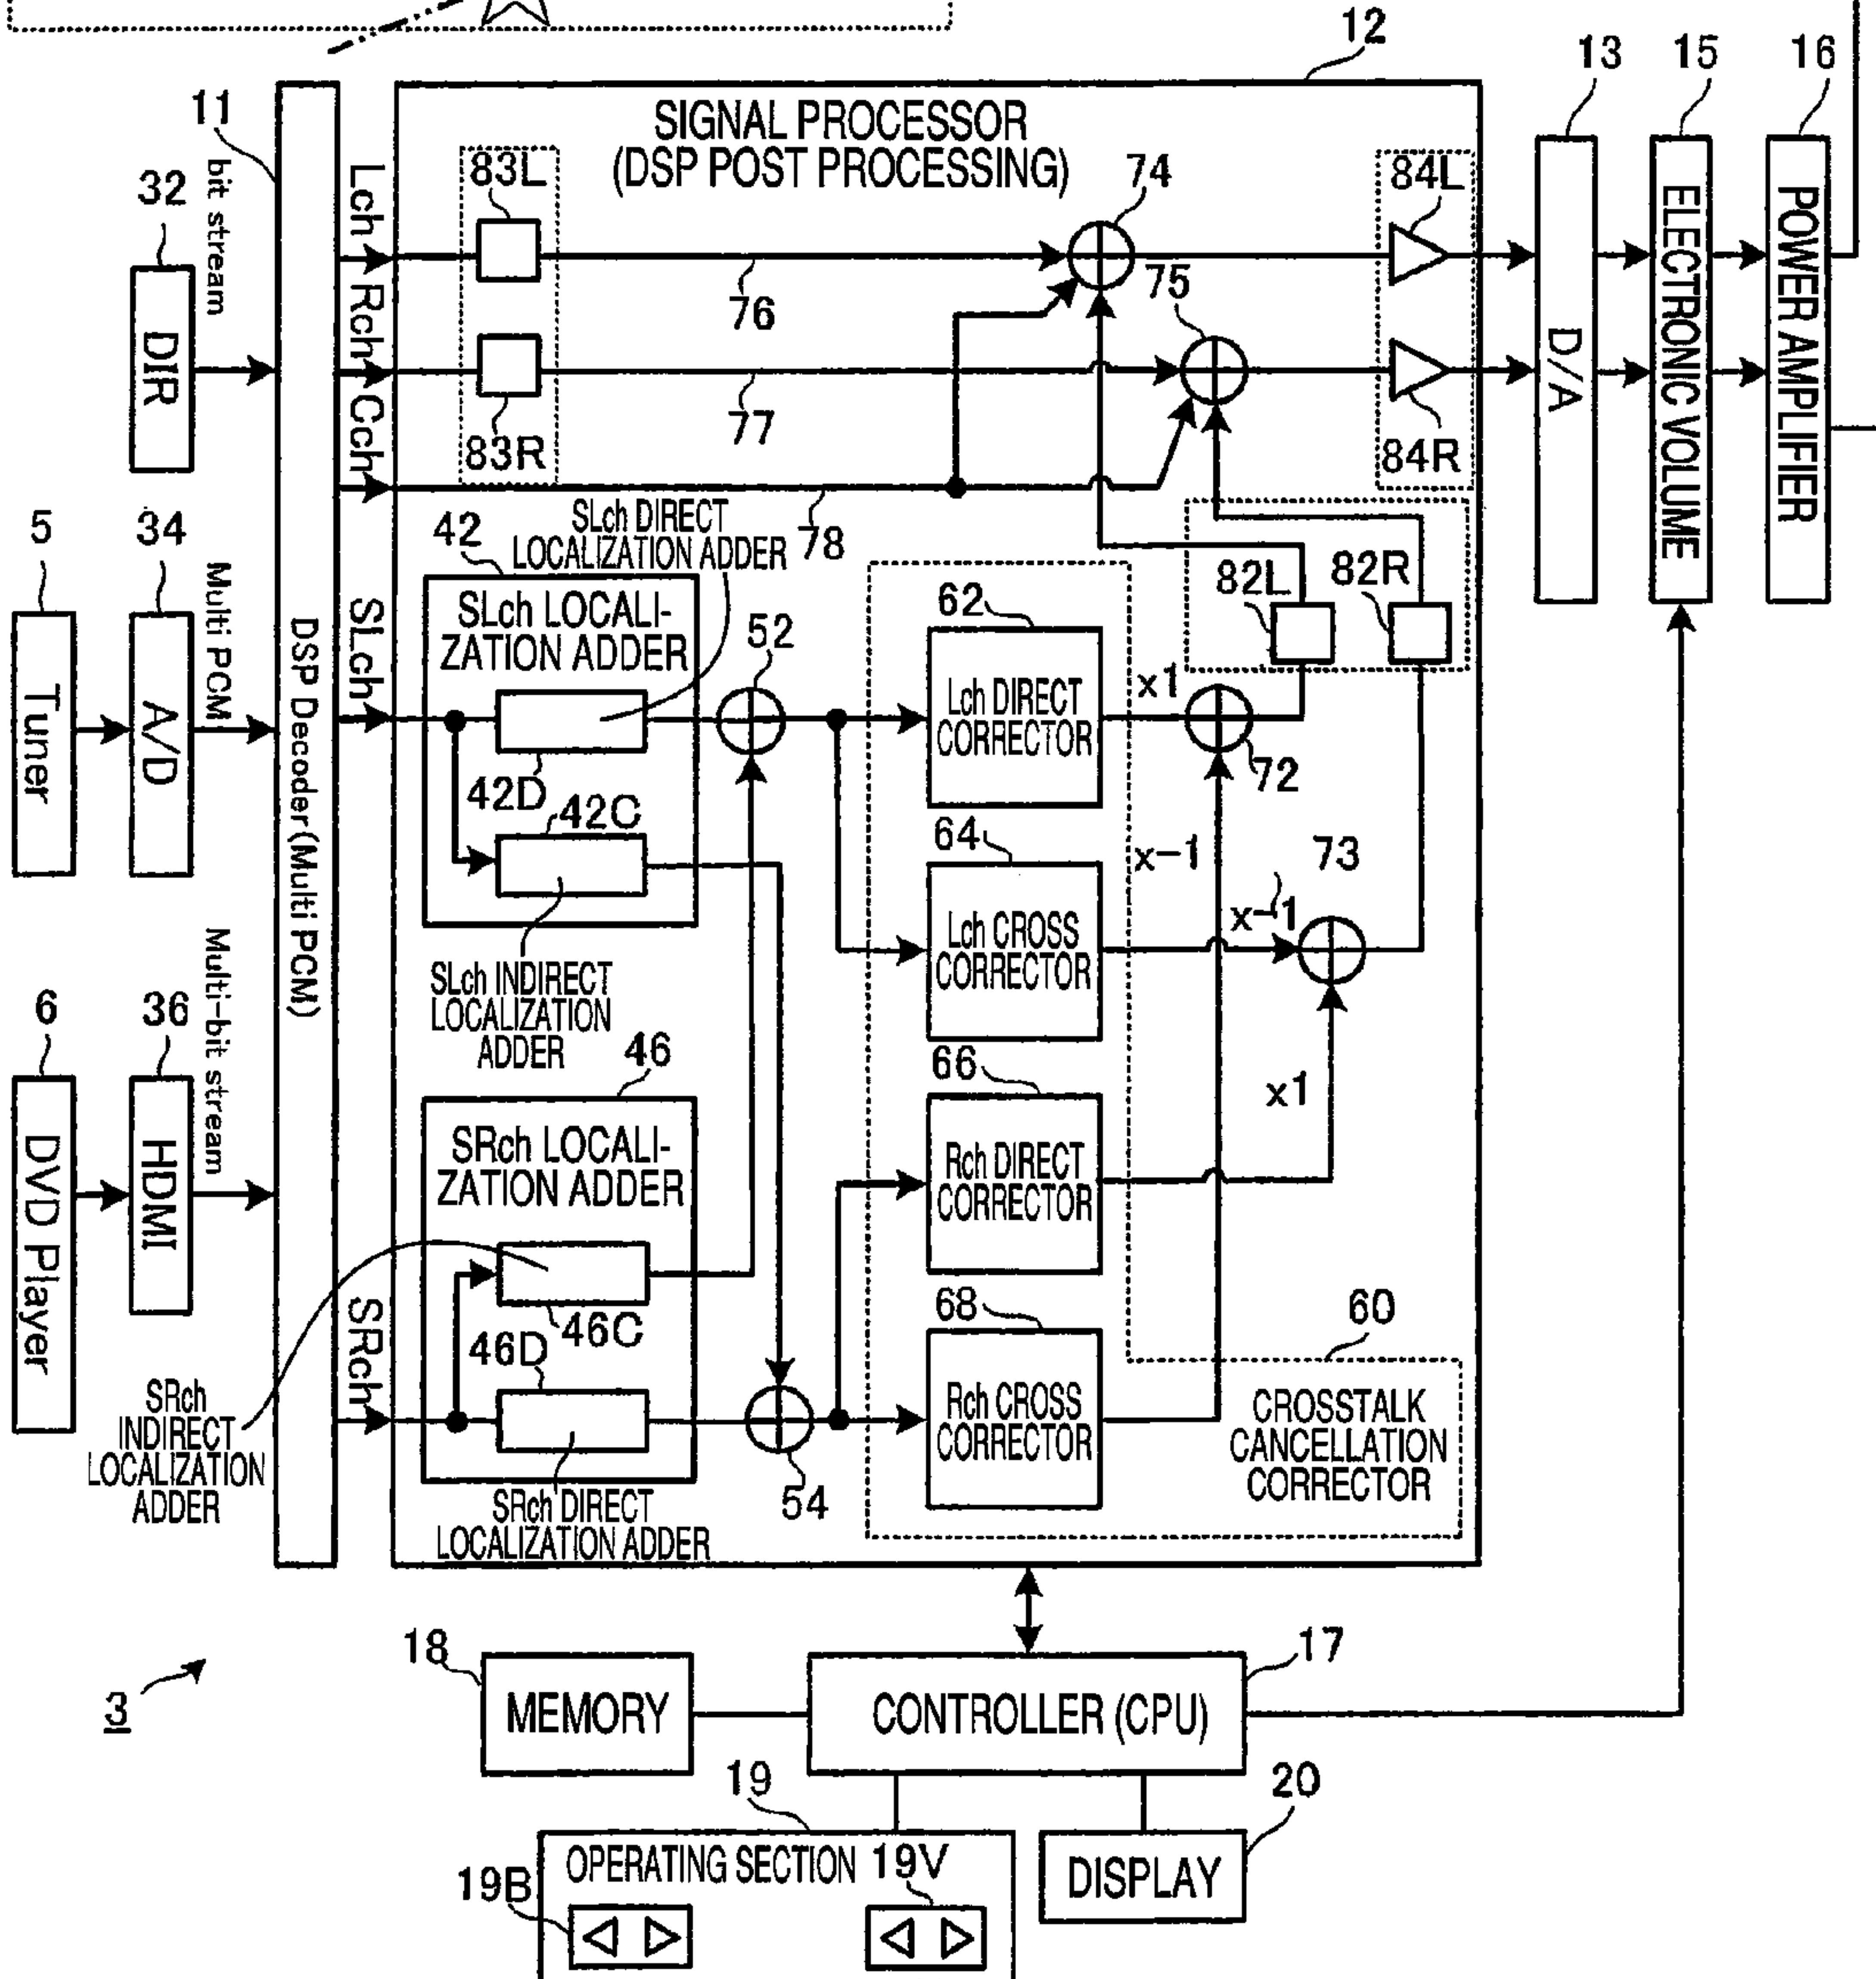 12
13
15
16
11
SIGNAL PROCESSOR
(DSP POST PROCESSING)
32
bit stream
DIR
Lch
83L
74
84L
76
75
Rch
77
83R
84R
Cch
78
D/A
ELECTRONIC VOLUME
POWER AMPLIFIER
5
34
Tuner
A/D
Multi PCM
DSP Decoder(Multi PCM)
SLch
42
SLch DIRECT
LOCALIZATION ADDER
SLch LOCALI-
ZATION ADDER
52
42D
42C
SLch INDIRECT
LOCALIZATION
ADDER
62
Lch DIRECT
CORRECTOR
82L
82R
x1
72
64
x-1
73
x-1
Lch CROSS
CORRECTOR
6
36
DVD Player
HDMI
Multi-bit stream
46
SRch LOCALI-
ZATION ADDER
46C
46D
66
Rch DIRECT
CORRECTOR
x1
SRch
SRch
INDIRECT
LOCALIZATION
ADDER
54
SRch DIRECT
LOCALIZATION ADDER
68
Rch CROSS
CORRECTOR
60
CROSSTALK
CANCELLATION
CORRECTOR
3
18
MEMORY
17
CONTROLLER (CPU)
19
OPERATING SECTION
19B
19V
20
DISPLAY